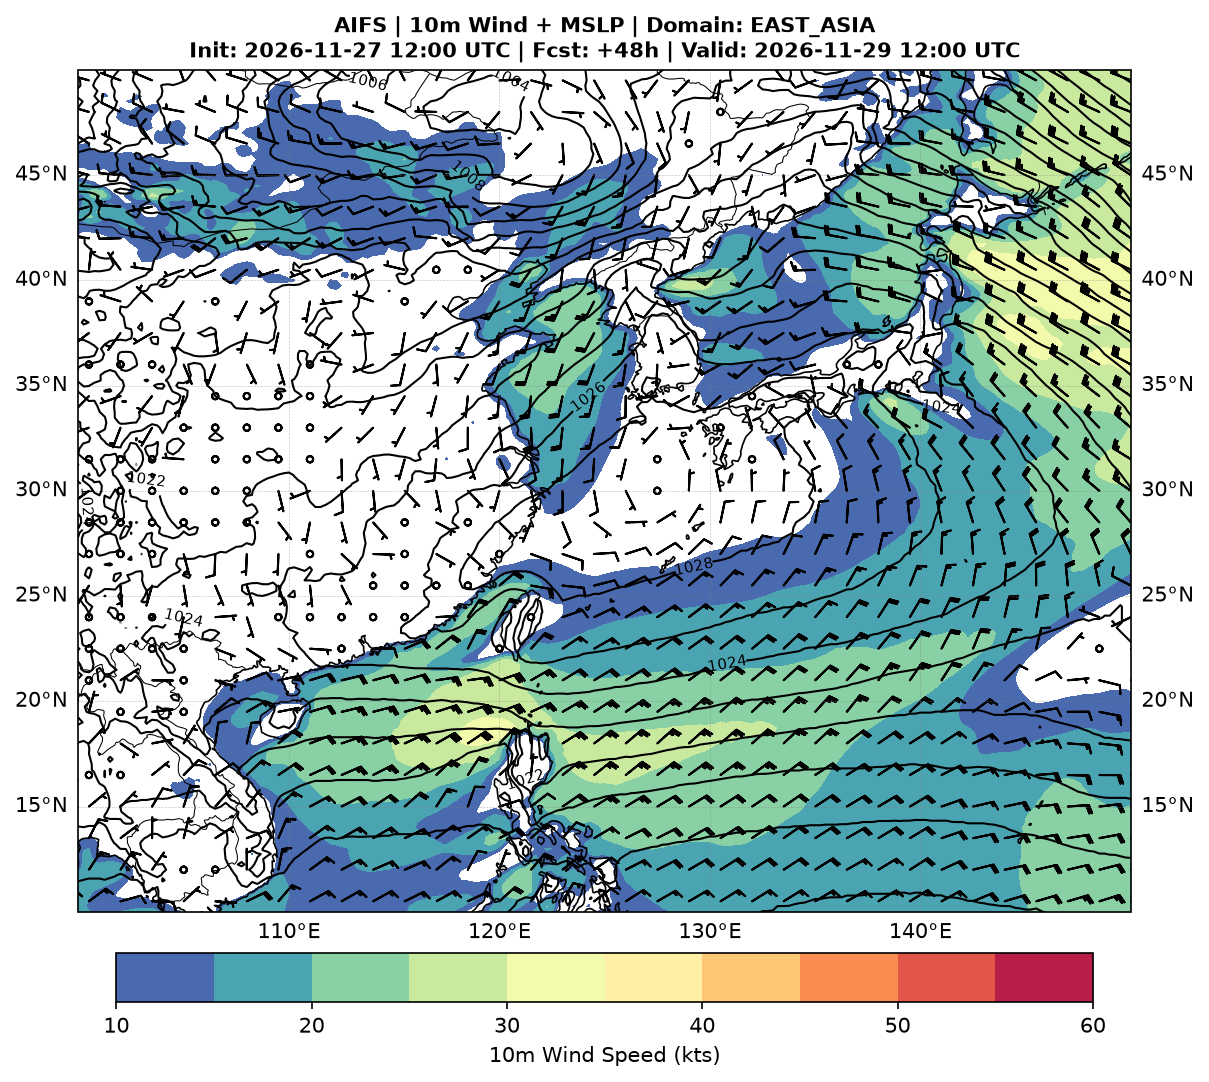 AIFS | 10m Wind + MSLP | Domain: EAST_ASIA
Init: 2026-11-27 12:00 UTC | Fcst: +48h | Valid: 2026-11-29 12:00 UTC
1006
1004
1008
45°N
45°N
40°N
40°N
35°N
35°N
1026
1024
30°N
30°N
1022
1028
25°N
25°N
1024
1024
20°N
20°N
1022
15°N
15°N
110°E
120°E
130°E
140°E
10
20
30
40
50
60
10m Wind Speed (kts)